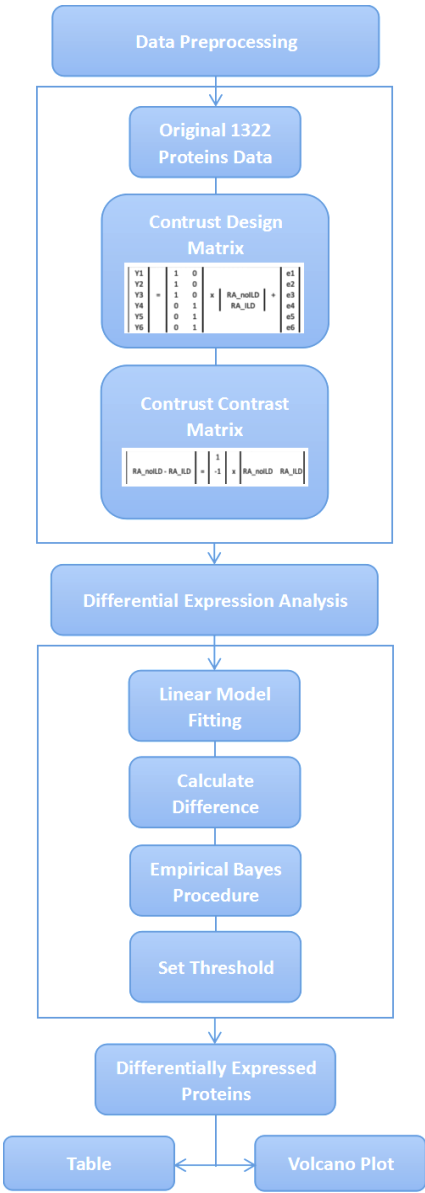 Data Preprocessing
Original 1322
Proteins Data
Contrust Design
Matrix
Y1 1 0 e1
Y2 1 0 e2
Y3 = 1 0 x RA_noILD + e3
Y4 0 1 RA_ILD e4
Y5 0 1 e5
Y6 0 1 e6
Contrust Contrast
Matrix
1
RA_noILD - RA_ILD = -1 x RA_noILD RA_ILD
Differential Expression Analysis
Linear Model
Fitting
Calculate
Difference
Empirical Bayes
Procedure
Set Threshold
Differentially Expressed
Proteins
Table
Volcano Plot